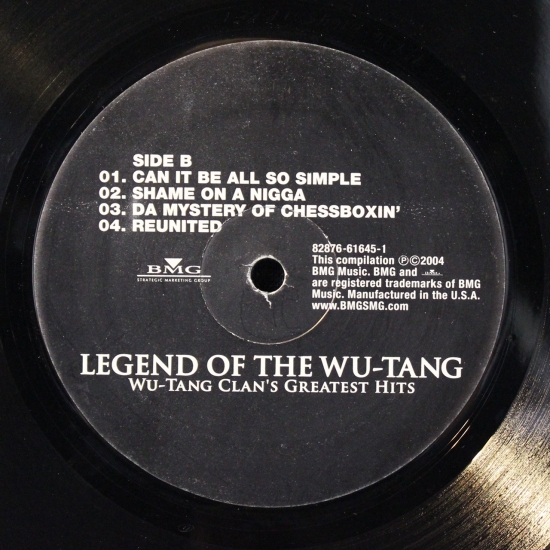 SIDE B
01. CAN IT BE ALL SO SIMPLE
02. SHAME ON A NIGGA
03. DA MYSTERY OF CHESSBOXIN'
04. REUNITED
BMG
STRATEGIC MARKETING GROUP
82876-61645-1
This compilation ℗©2004
BMG Music. BMG and
are registered trademarks of BMG
Music. Manufactured in the U.S.A.
www.BMGSMG.com
LEGEND OF THE WU-TANG
WU-TANG CLAN'S GREATEST HITS